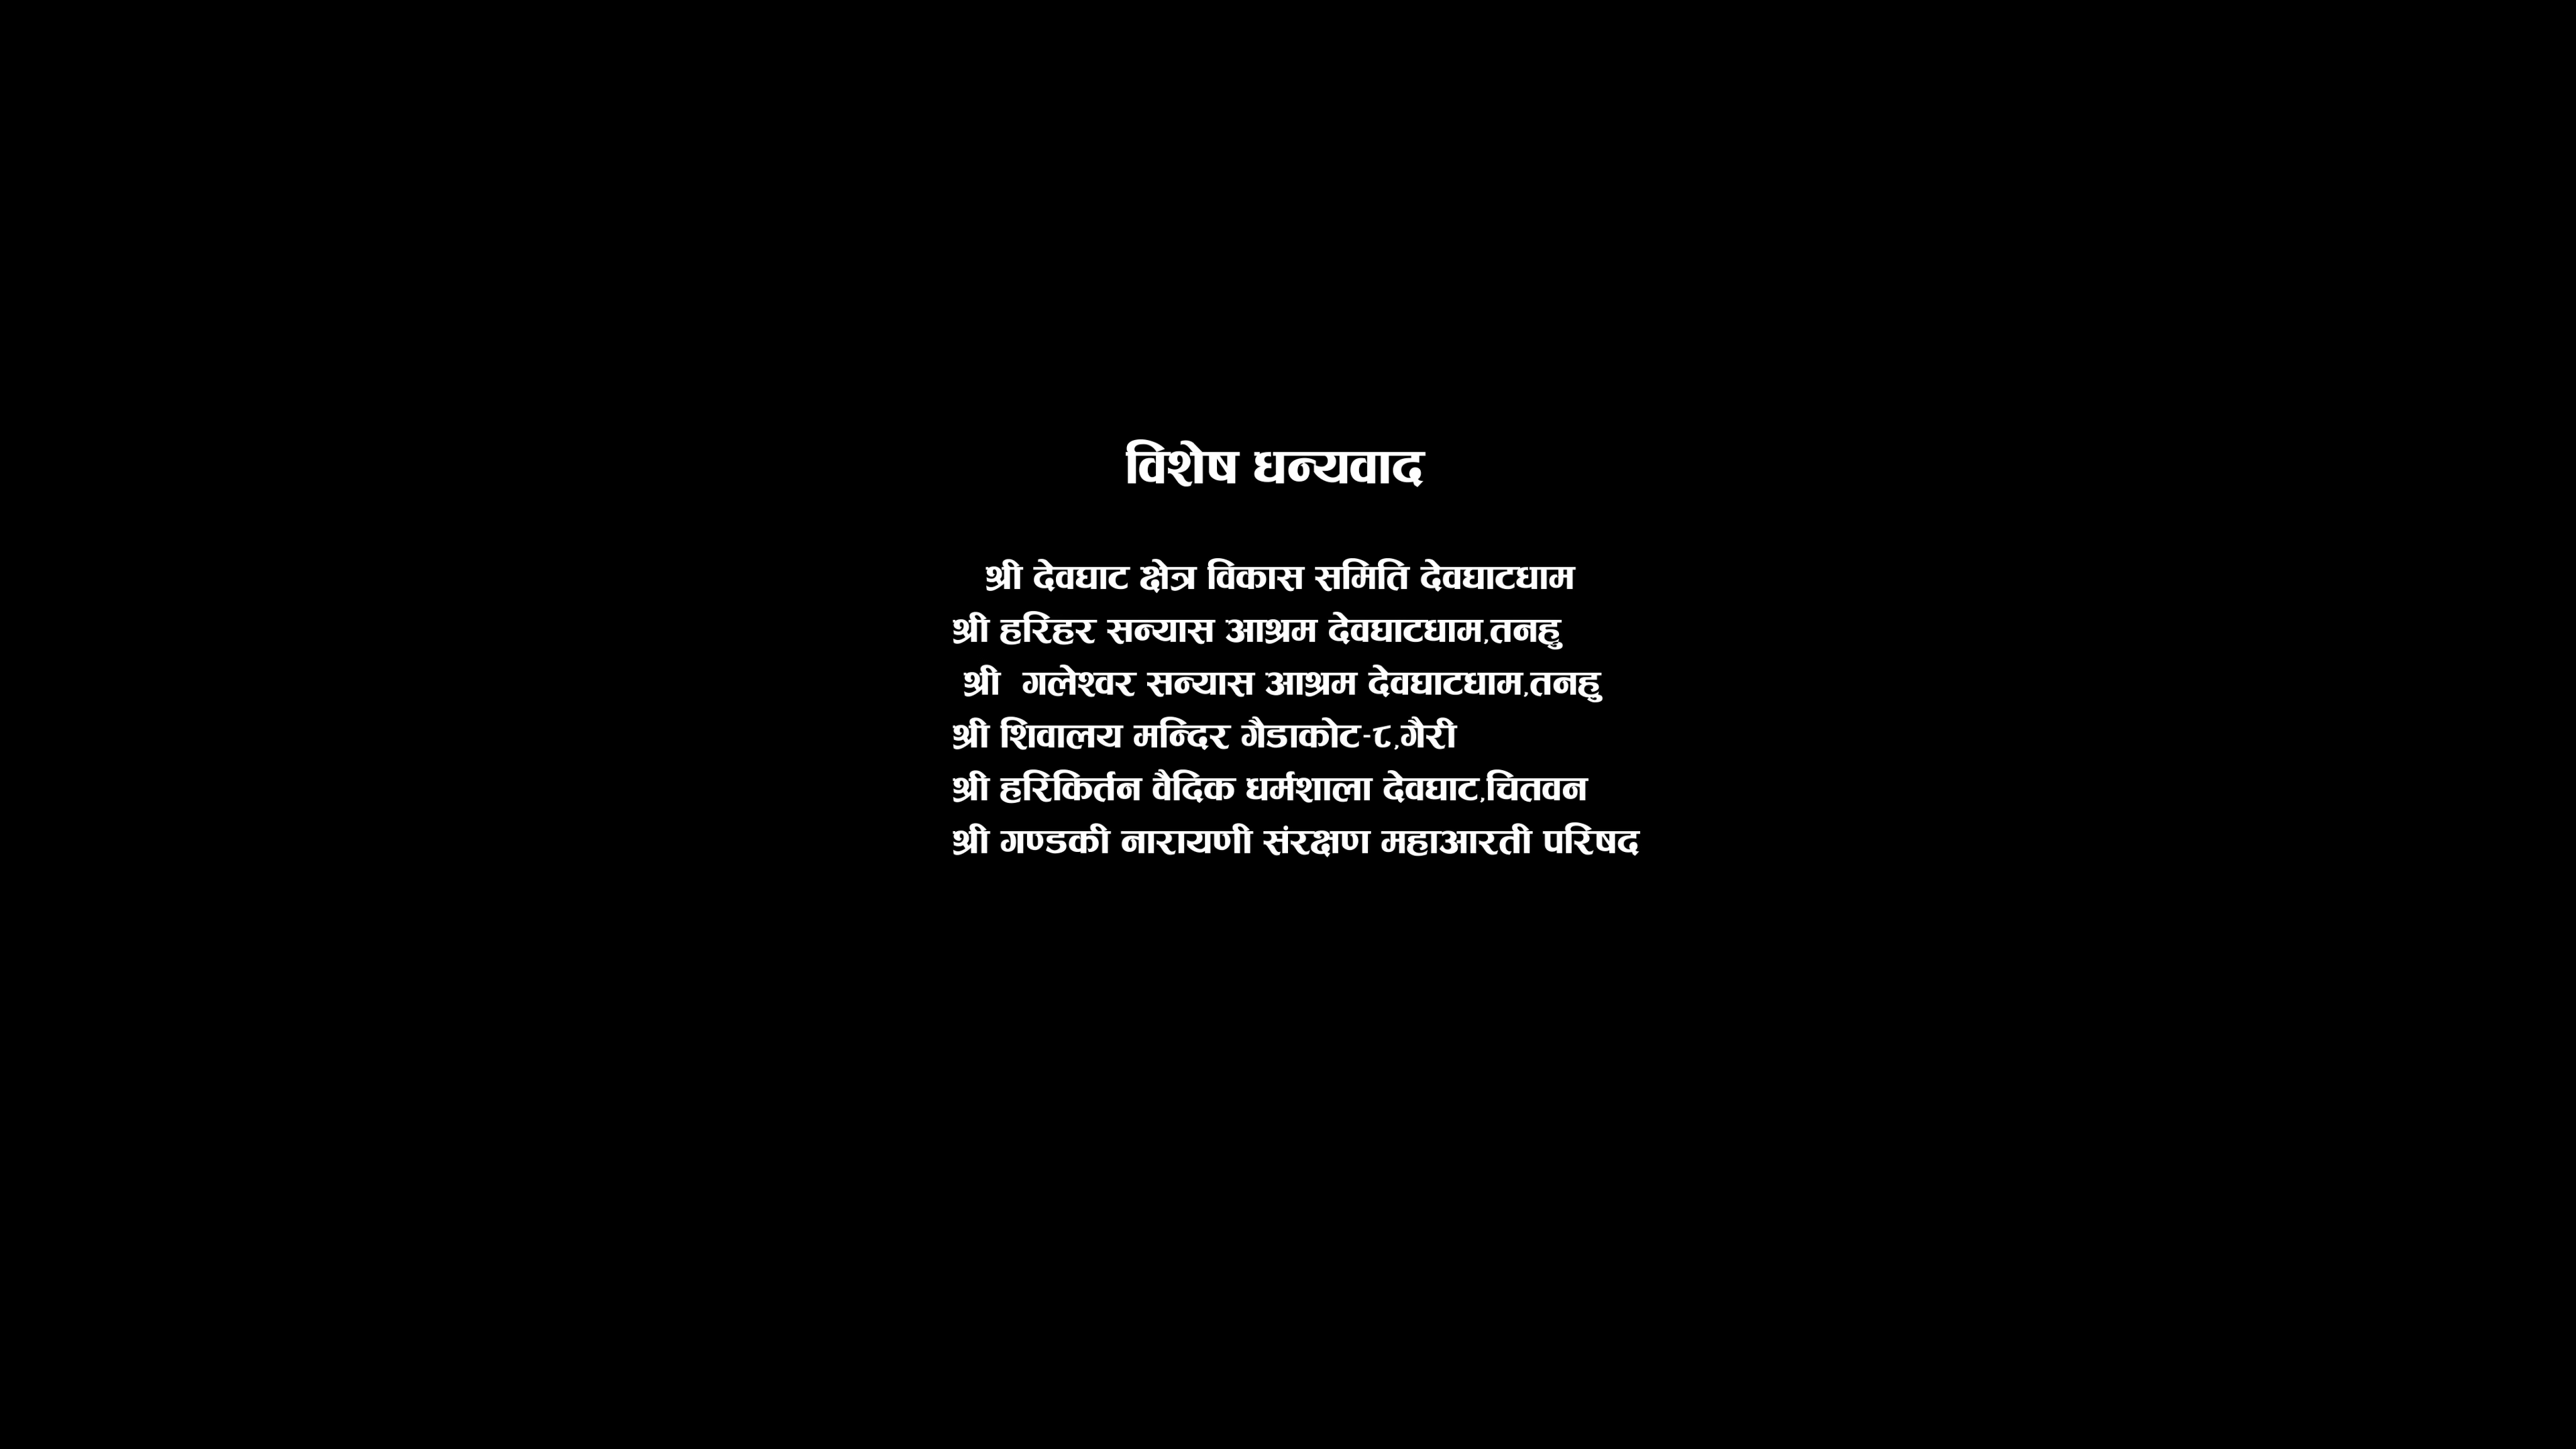 विशेष धन्यवाद
श्री देवघाट क्षेत्र विकास समिति देवघाटधाम
श्री हरिहर सन्यास आश्रम देवघाटधाम,तनहु
श्री गलेश्वर सन्यास आश्रम देवघाटधाम,तनहु
श्री शिवालय मन्दिर गैडाकोट-८,गैरी
श्री हरिकिर्तन वैदिक धर्मशाला देवघाट,चितवन
श्री गण्डकी नारायणी संरक्षण महाआरती परिषद